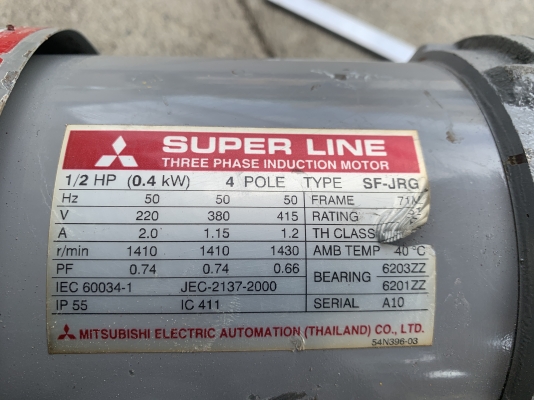 SUPER LINE
THREE PHASE INDUCTION MOTOR
1/2 HP (0.4 kW) 4 POLE TYPE SF-JRG
Hz 50 50 50 FRAME
V 220 380 415 RATING
A 2.0 1.15 1.2 TH CLASS
r/min 1410 1410 1430 AMB TEMP 40 °C
PF 0.74 0.74 0.66 BEARING 6203ZZ
6201ZZ
IEC 60034-1 JEC-2137-2000
IP 55 IC 411 SERIAL A10
MITSUBISHI ELECTRIC AUTOMATION (THAILAND) CO., LTD.
54N396-03